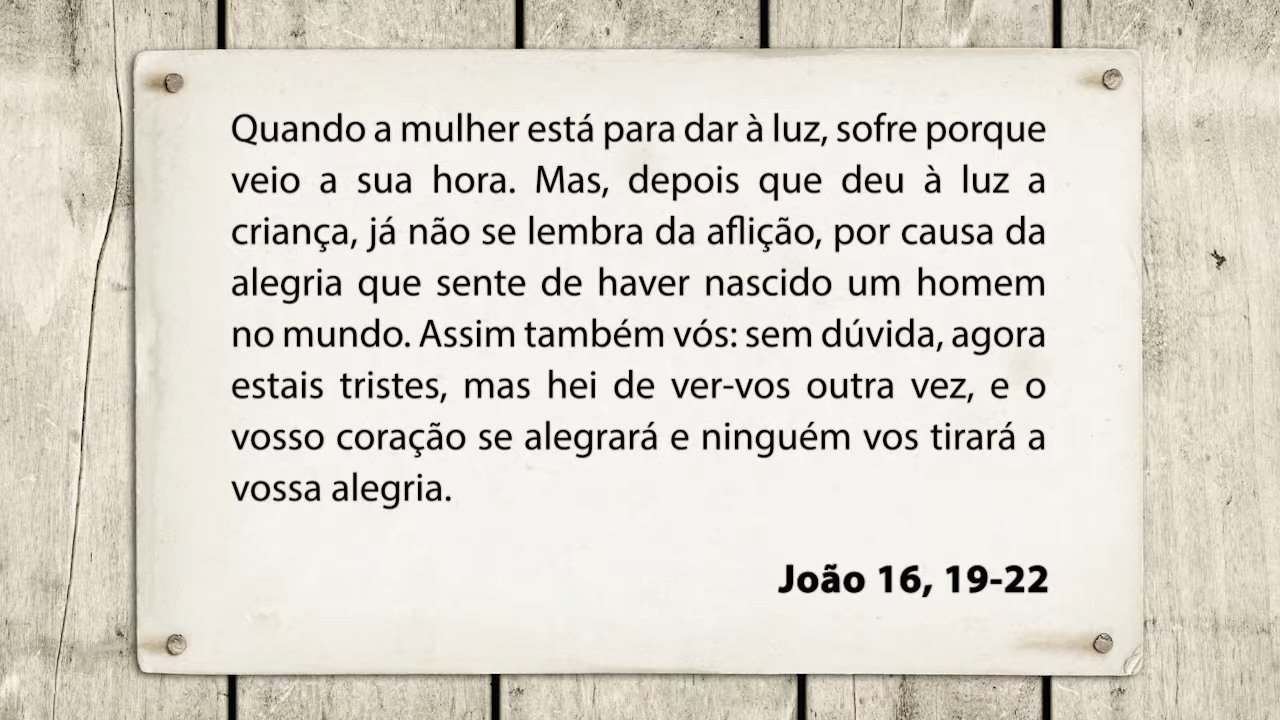 Quando a mulher está para dar à luz, sofre porque
veio a sua hora. Mas, depois que deu à luz a
criança, já não se lembra da aflição, por causa da
alegria que sente de haver nascido um homem
no mundo. Assim também vós: sem dúvida, agora
estais tristes, mas hei de ver-vos outra vez, e o
vosso coração se alegrará e ninguém vos tirará a
vossa alegria.
João 16, 19-22